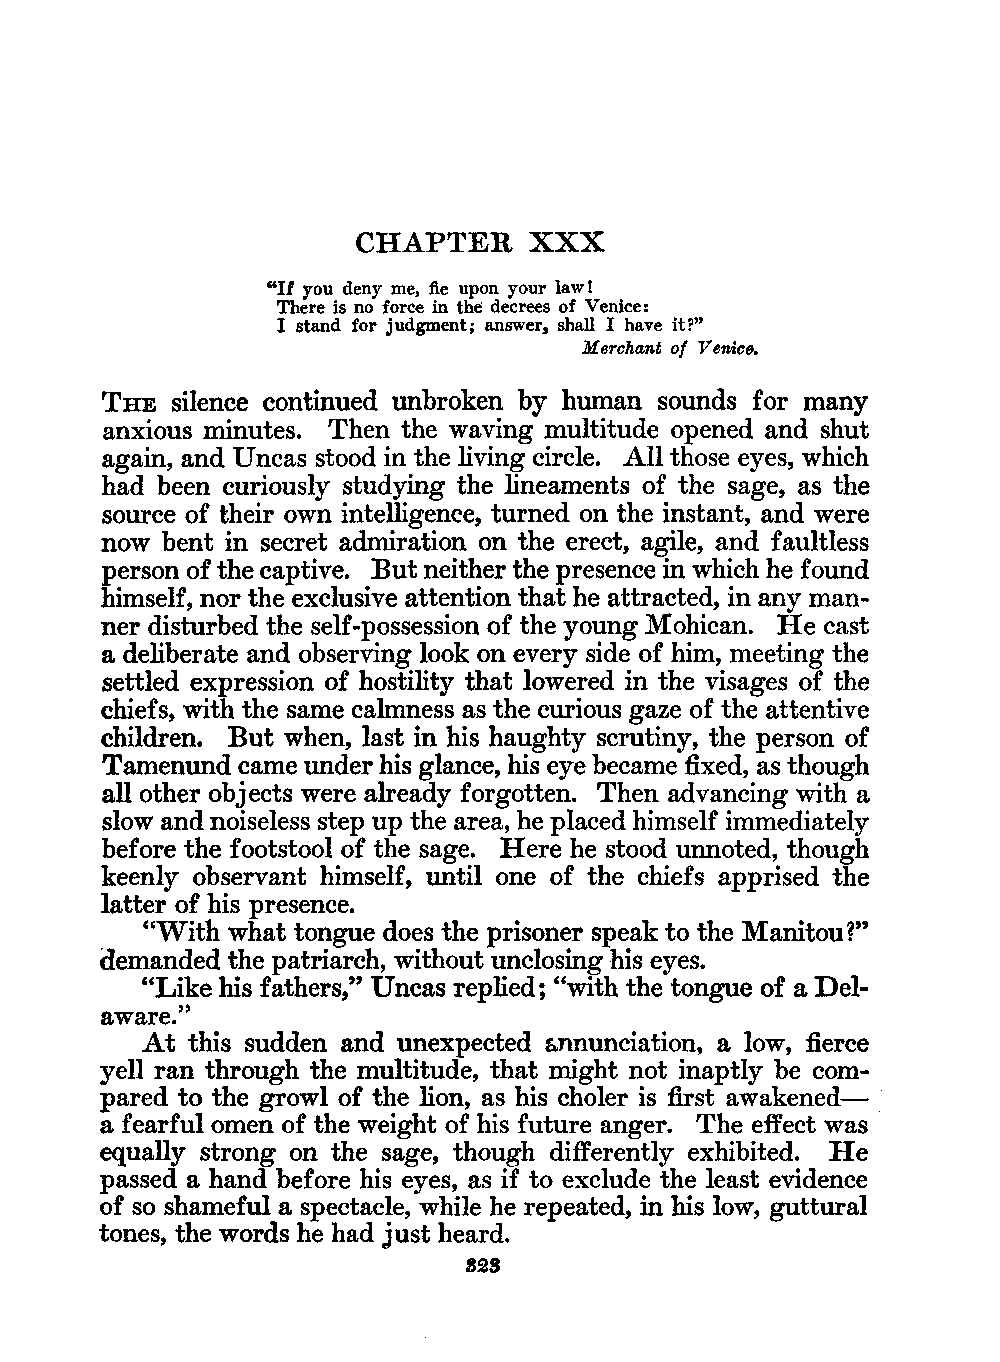 CHAPTER XXX
“If you deny me, fie upon your law!
There is no force in the decrees of Venice:
I stand for judgment; answer, shall I have it?”
Merchant of Venice.
THE silence continued unbroken by human sounds for many
anxious minutes. Then the waving multitude opened and shut
again, and Uncas stood in the living circle. All those eyes, which
had been curiously studying the lineaments of the sage, as the
source of their own intelligence, turned on the instant, and were
now bent in secret admiration on the erect, agile, and faultless
person of the captive. But neither the presence in which he found
himself, nor the exclusive attention that he attracted, in any man-
ner disturbed the self-possession of the young Mohican. He cast
a deliberate and observing look on every side of him, meeting the
settled expression of hostility that lowered in the visages of the
chiefs, with the same calmness as the curious gaze of the attentive
children. But when, last in his haughty scrutiny, the person of
Tamenund came under his glance, his eye became fixed, as though
all other objects were already forgotten. Then advancing with a
slow and noiseless step up the area, he placed himself immediately
before the footstool of the sage. Here he stood unnoted, though
keenly observant himself, until one of the chiefs apprised the
latter of his presence.
“With what tongue does the prisoner speak to the Manitou?”
demanded the patriarch, without unclosing his eyes.
“Like his fathers,” Uncas replied; “with the tongue of a Del-
aware.”
At this sudden and unexpected annunciation, a low, fierce
yell ran through the multitude, that might not inaptly be com-
pared to the growl of the lion, as his choler is first awakened—
a fearful omen of the weight of his future anger. The effect was
equally strong on the sage, though differently exhibited. He
passed a hand before his eyes, as if to exclude the least evidence
of so shameful a spectacle, while he repeated, in his low, guttural
tones, the words he had just heard.
323